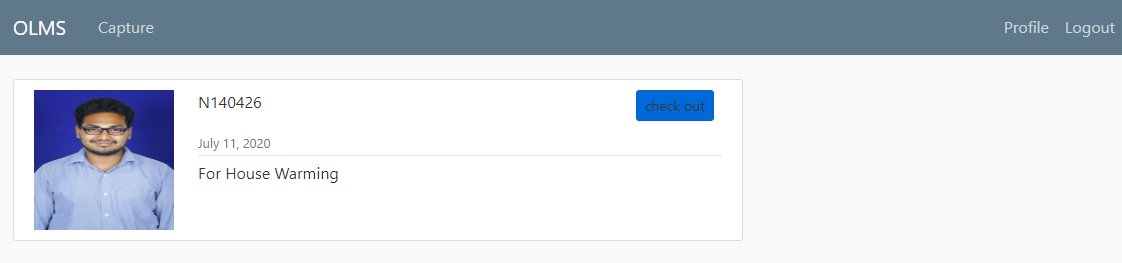 OLMS Capture Profile Logout
N140426 check out
July 11, 2020
For House Warming